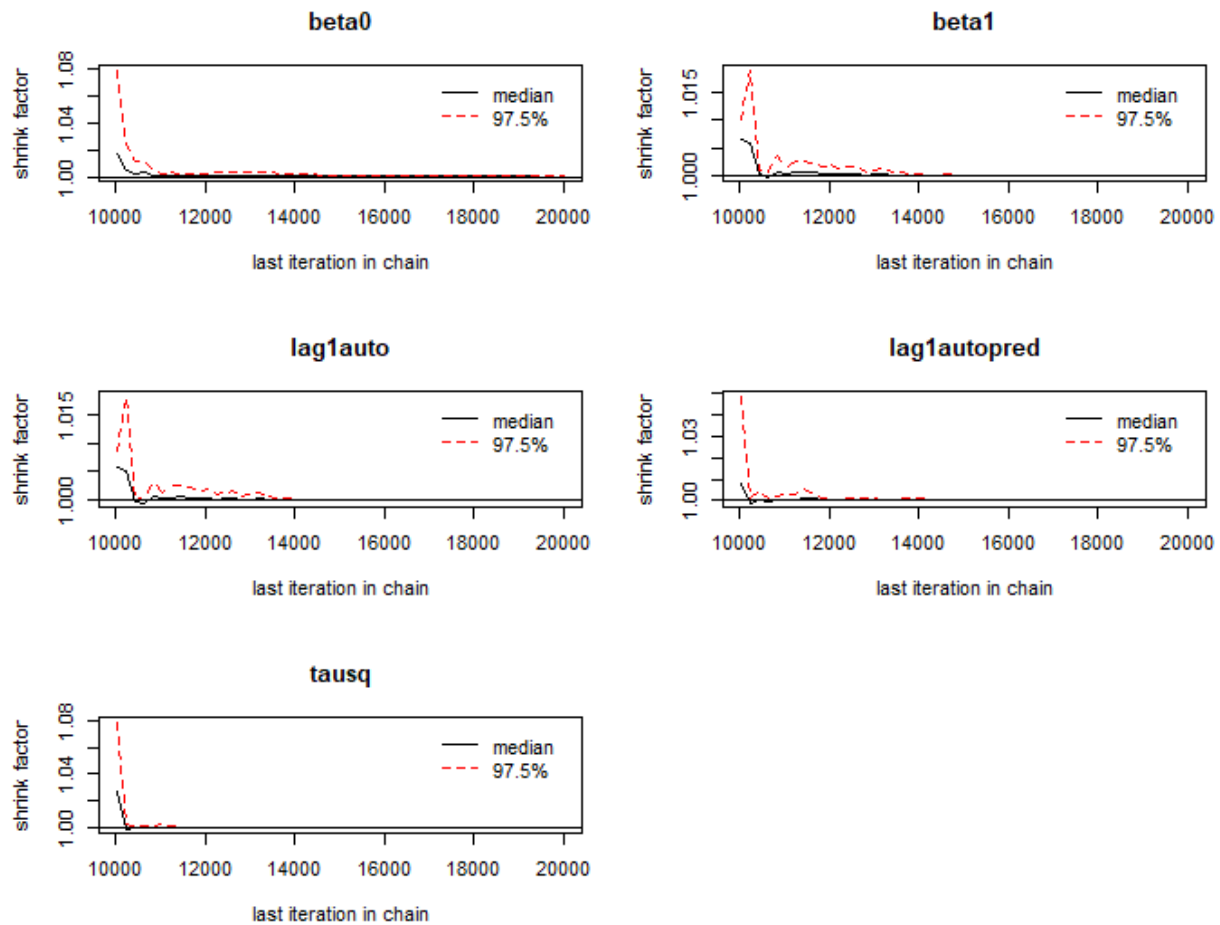 beta0
shrink factor
1.00 1.04 1.08
median
97.5%
10000 12000 14000 16000 18000 20000
last iteration in chain
beta1
shrink factor
1.000 1.015
median
97.5%
10000 12000 14000 16000 18000 20000
last iteration in chain
lag1auto
shrink factor
1.000 1.015
median
97.5%
10000 12000 14000 16000 18000 20000
last iteration in chain
lag1autopred
shrink factor
1.00 1.03
median
97.5%
10000 12000 14000 16000 18000 20000
last iteration in chain
tausq
shrink factor
1.00 1.04 1.08
median
97.5%
10000 12000 14000 16000 18000 20000
last iteration in chain